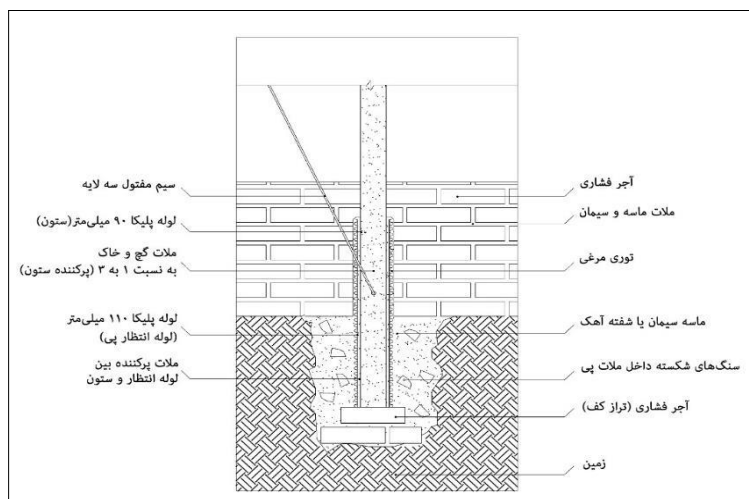 آجر فشاری
ملات ماسه و سیمان
توری مرغی
ماسه سیمان یا شفته آهک
سنگ‌های شکسته داخل ملات پی
آجر فشاری (تراز کف)
زمین
سیم مفتول سه لایه
لوله پلیکا ۹۰ میلی‌متر(ستون)
ملات گچ و خاک
به نسبت ۱ به ۳ (پرکننده ستون)
لوله پلیکا ۱۱۰ میلی‌متر
(لوله انتظار پی)
ملات پرکننده بین
لوله انتظار و ستون